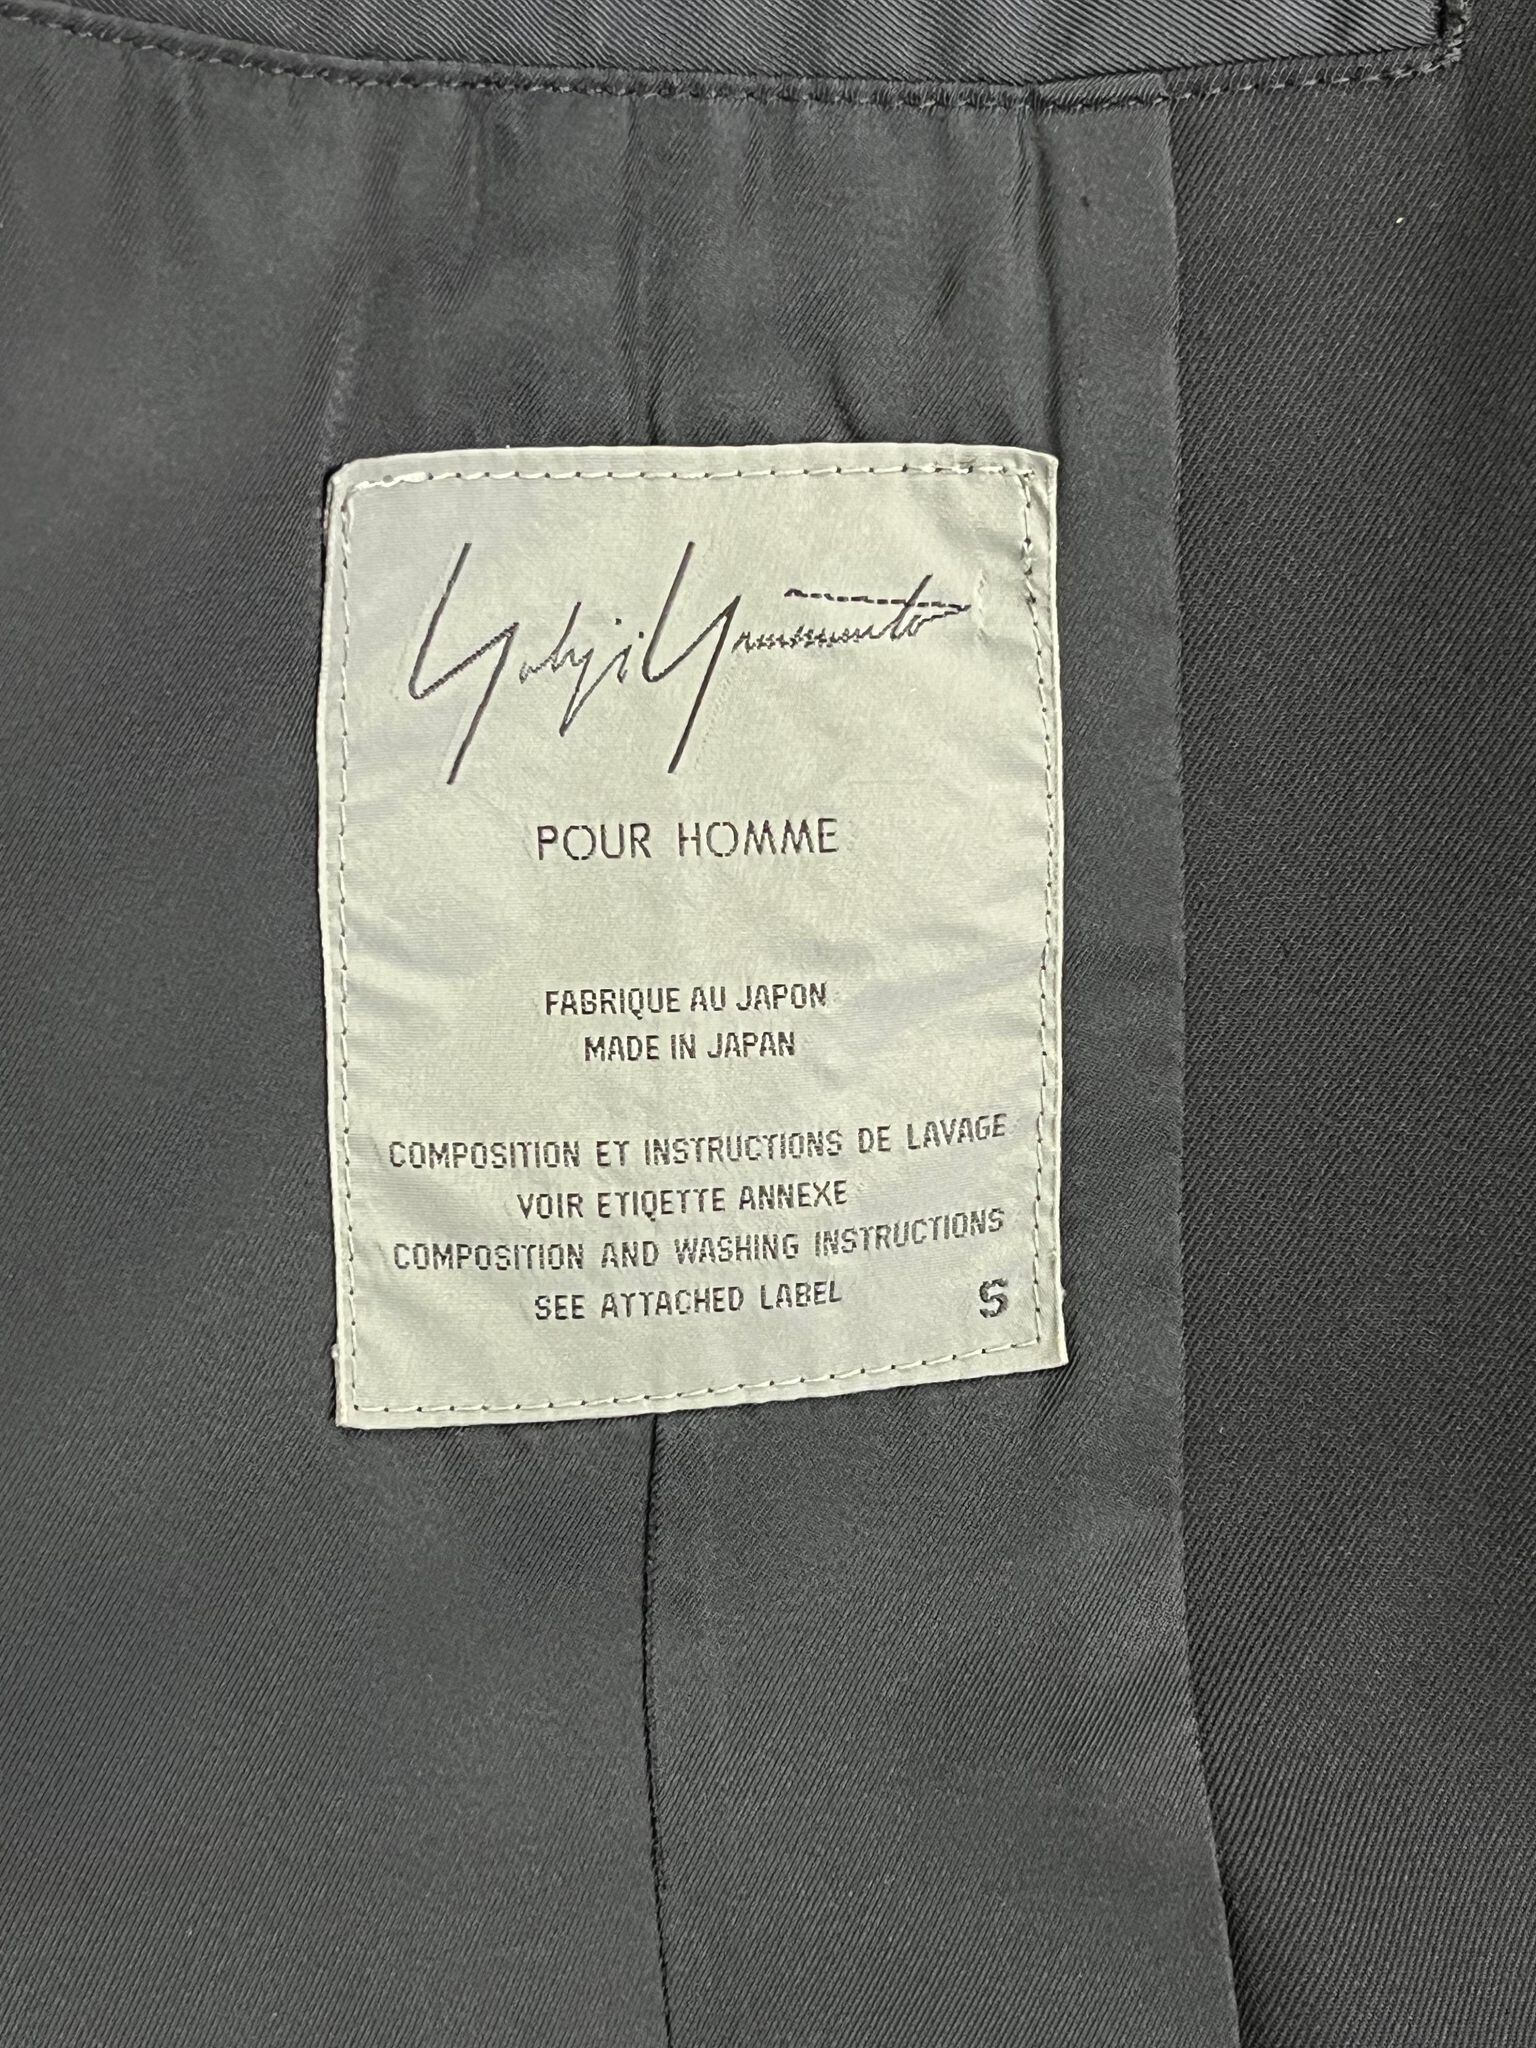 Yohji Yamamoto
POUR HOMME
FABRIQUE AU JAPON
MADE IN JAPAN
COMPOSITION ET INSTRUCTIONS DE LAVAGE
VOIR ETIQETTE ANNEXE
COMPOSITION AND WASHING INSTRUCTIONS
SEE ATTACHED LABEL
S